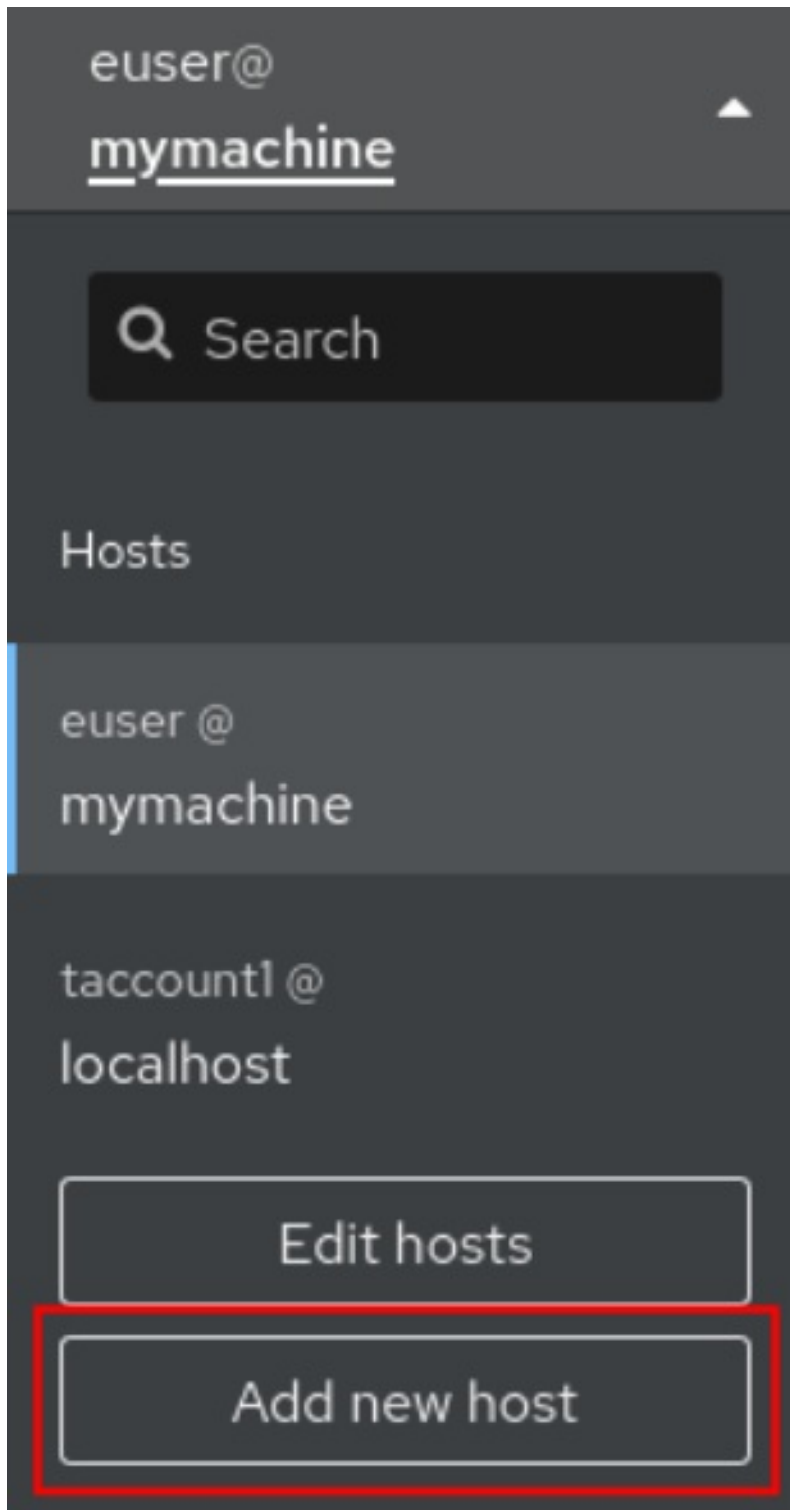 euser@
mymachine
Search
Hosts
euser @
mymachine
taccount1 @
localhost
Edit hosts
Add new host